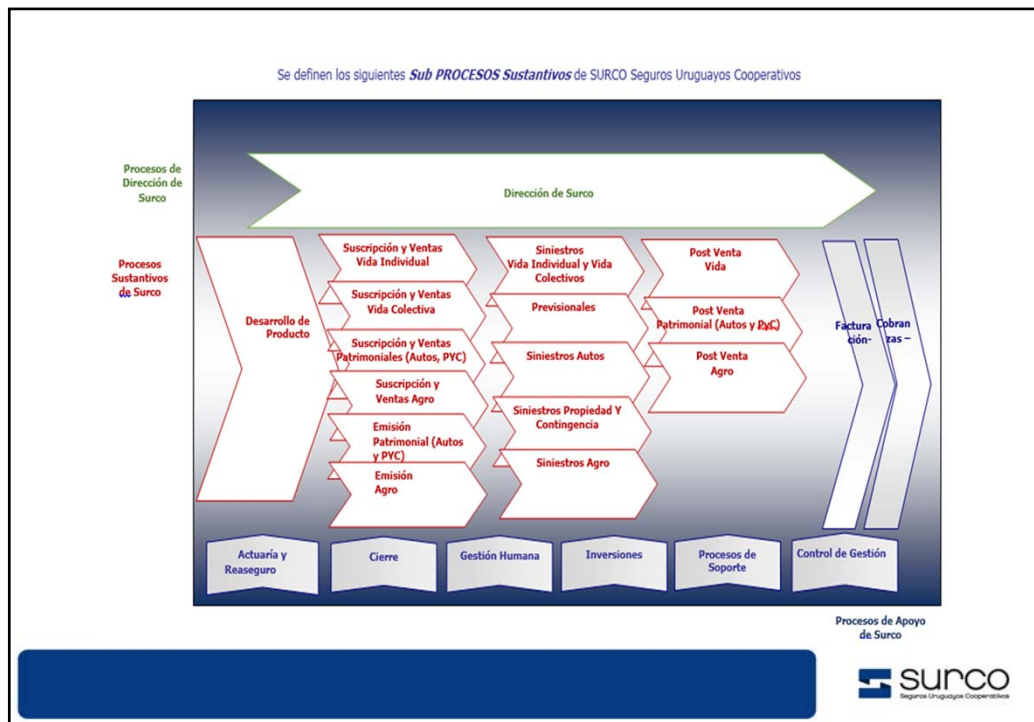 Se definen los siguientes Sub PROCESOS Sustantivos de SURCO Seguros Uruguayos Cooperativos
Procesos de
Dirección de
Surco
Dirección de Surco
Procesos
Sustantivos
de Surco
Desarrollo de
Producto
Suscripción y Ventas
Vida Individual
Suscripción y Ventas
Vida Colectiva
Suscripción y Ventas
Patrimoniales (Autos, PYC)
Suscripción y
Ventas Agro
Emisión
Patrimonial (Autos
y PYC)
Emisión
Agro
Siniestros
Vida Individual y Vida
Colectivos
Previsionales
Siniestros Autos
Siniestros Propiedad Y
Contingencia
Siniestros Agro
Post Venta
Vida
Post Venta
Patrimonial (Autos y PyC)
Post Venta
Agro
Factura
ción-
Cobran
zas –
Actuaría y
Reaseguro
Cierre
Gestión Humana
Inversiones
Procesos de
Soporte
Control de Gestión
Procesos de Apoyo
de Surco
surco
Seguros Uruguayos Cooperativos